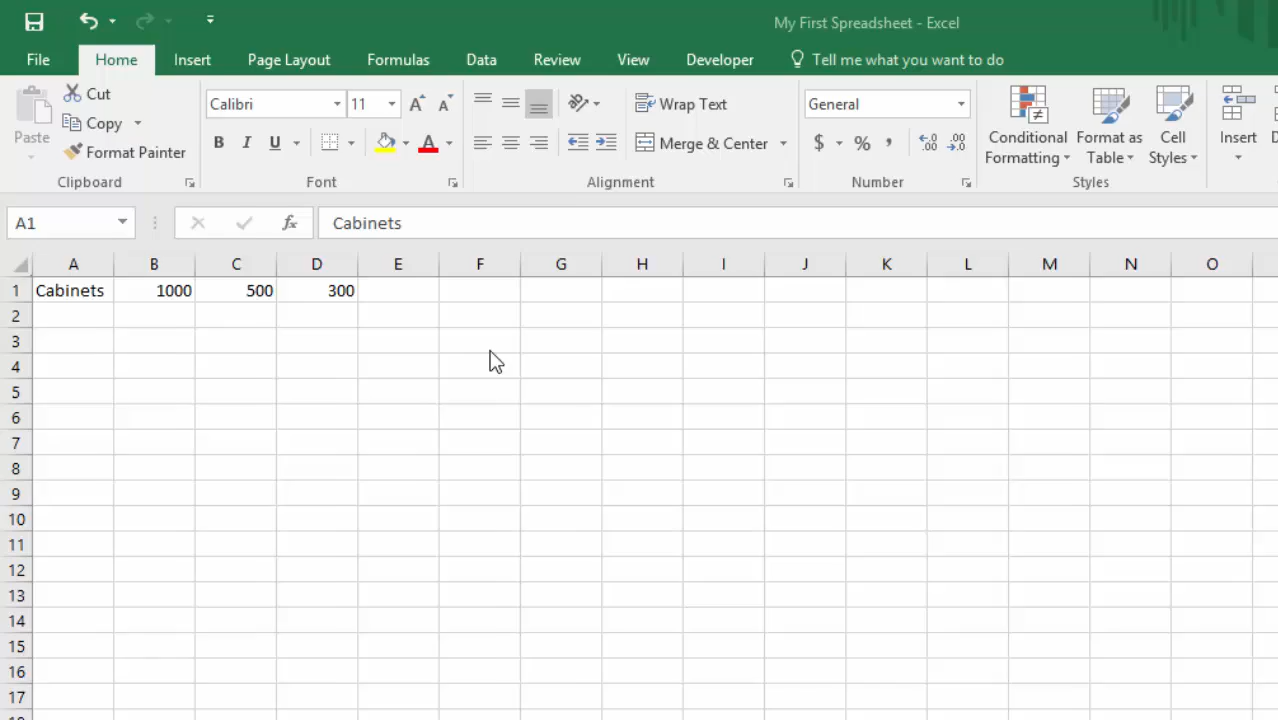 My First Spreadsheet - Excel
File Home Insert Page Layout Formulas Data Review View Developer Tell me what you want to do
Paste
Cut
Copy
Format Painter
Clipboard
Calibri 11
B I U A
Font
Wrap Text
Merge & Center
Alignment
General
$ % ,
Number
Conditional Formatting
Format as Table
Cell Styles
Styles
Insert
A1 fx Cabinets
A B C D E F G H I J K L M N O
1 Cabinets 1000 500 300
2
3
4
5
6
7
8
9
10
11
12
13
14
15
16
17